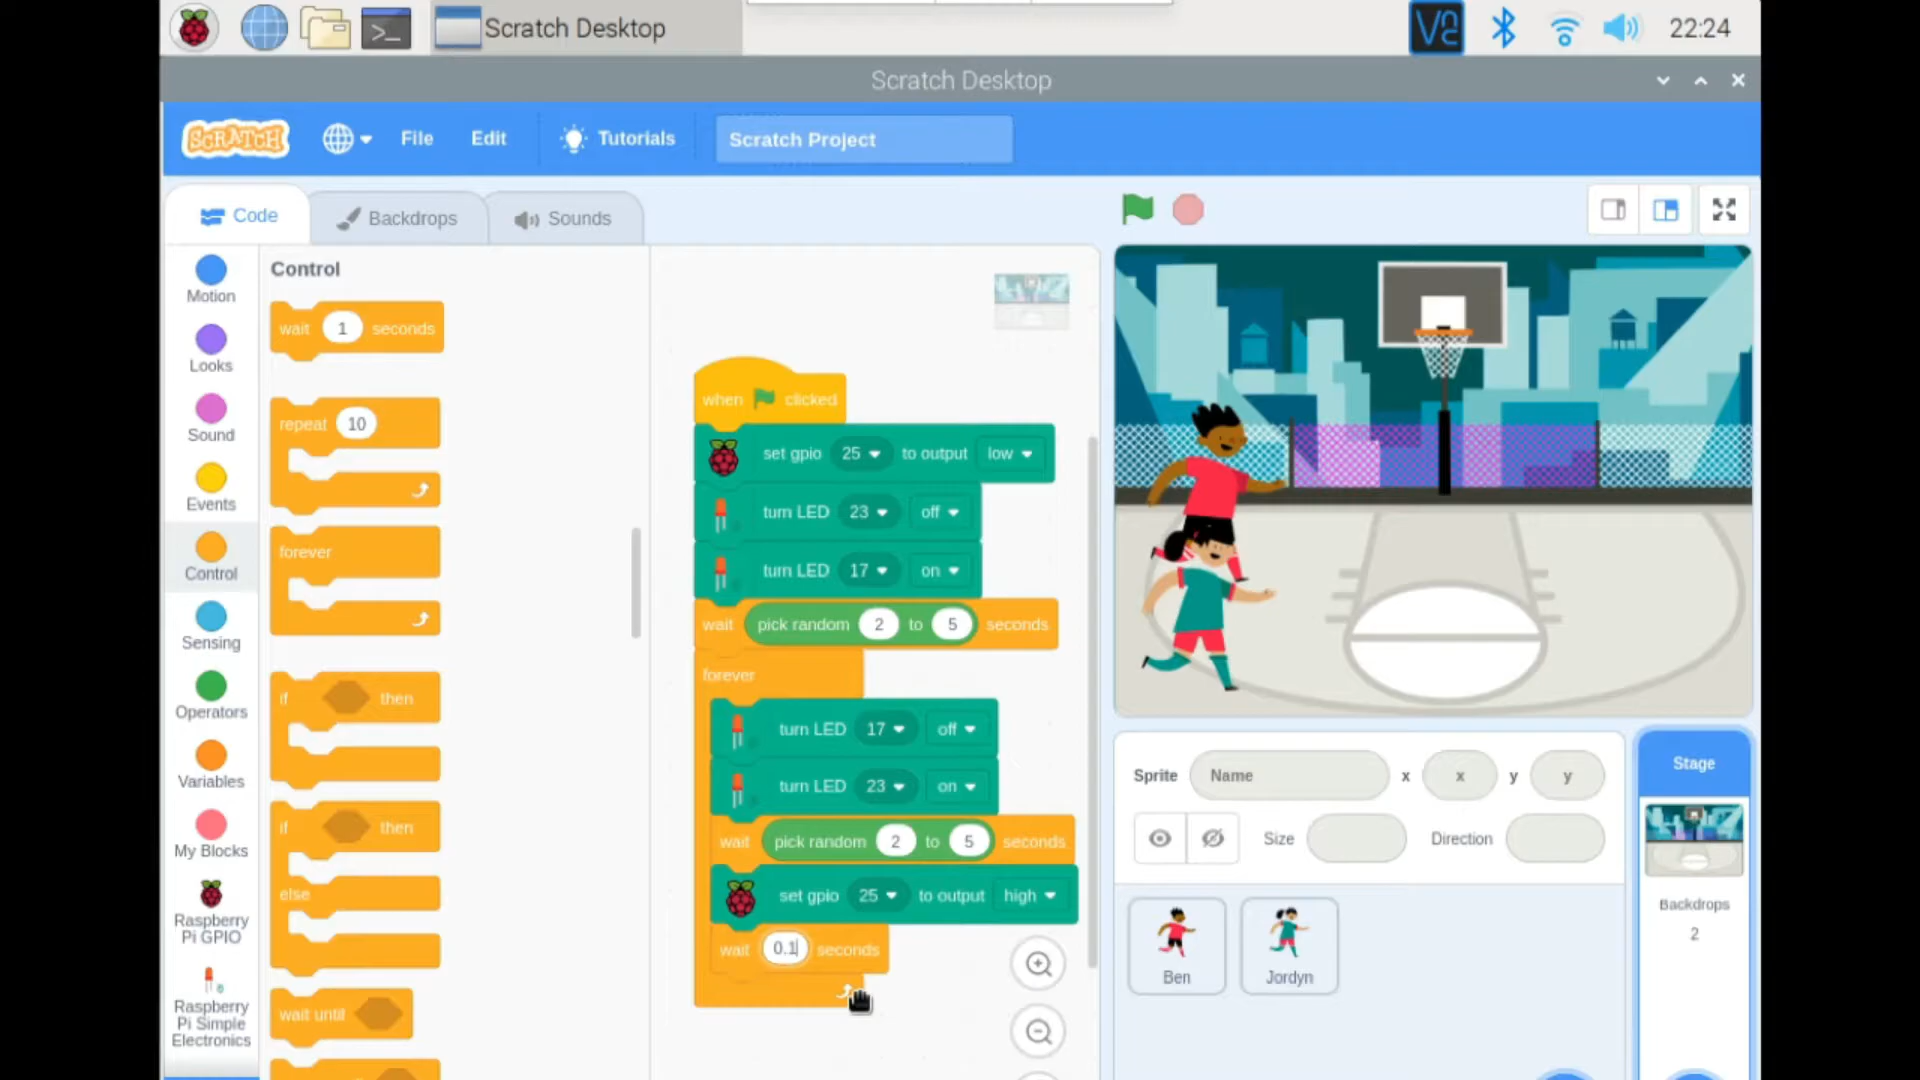 Scratch Desktop
22:24
Scratch Desktop
SCRATCH
File
Edit
Tutorials
Scratch Project
Code
Backdrops
Sounds
Motion
Looks
Sound
Events
Control
Sensing
Operators
Variables
My Blocks
Raspberry
Pi GPIO
Raspberry
Pi Simple
Electronics
Control
wait 1 seconds
repeat 10
forever
if then
if then
else
wait until
when clicked
set gpio 25 to output low
turn LED 23 off
turn LED 17 on
wait pick random 2 to 5 seconds
forever
turn LED 17 off
turn LED 23 on
wait pick random 2 to 5 seconds
set gpio 25 to output high
wait 0.1 seconds
Sprite Name x x y y
Size Direction
Ben
Jordyn
Stage
Backdrops
2